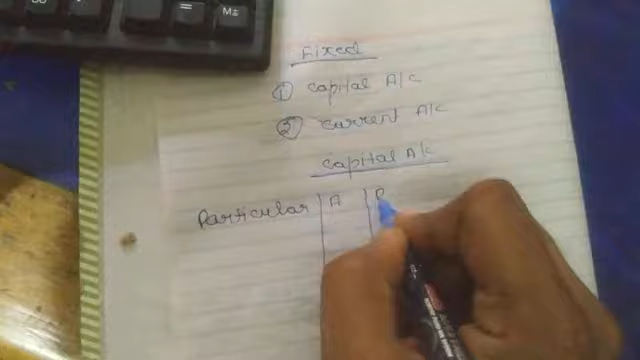 Fixed
① Capital A/c
② Current A/c
Capital A/c
Particular A
M±
=